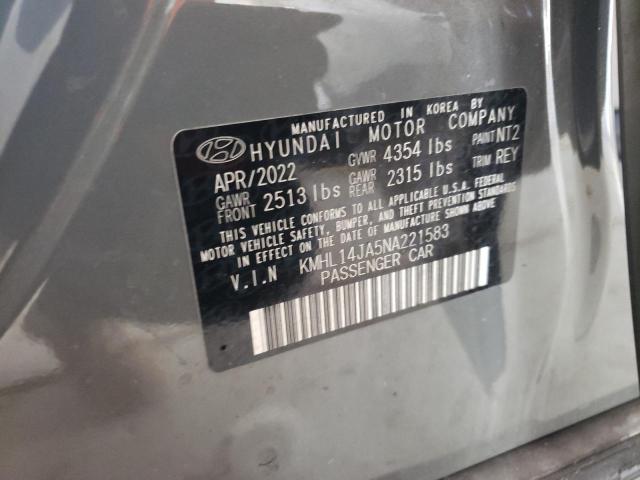 MANUFACTURED IN KOREA BY
HYUNDAI MOTOR COMPANY
APR/2022 GVWR 4354 lbs PAINT NT2
GAWR FRONT 2513 lbs GAWR REAR 2315 lbs TRIM REY
THIS VEHICLE CONFORMS TO ALL APPLICABLE U.S.A. FEDERAL
MOTOR VEHICLE SAFETY, BUMPER, AND THEFT PREVENTION STANDARDS
IN EFFECT ON THE DATE OF MANUFACTURE SHOWN ABOVE.
V.I.N KMHL14JA5NA221583
PASSENGER CAR